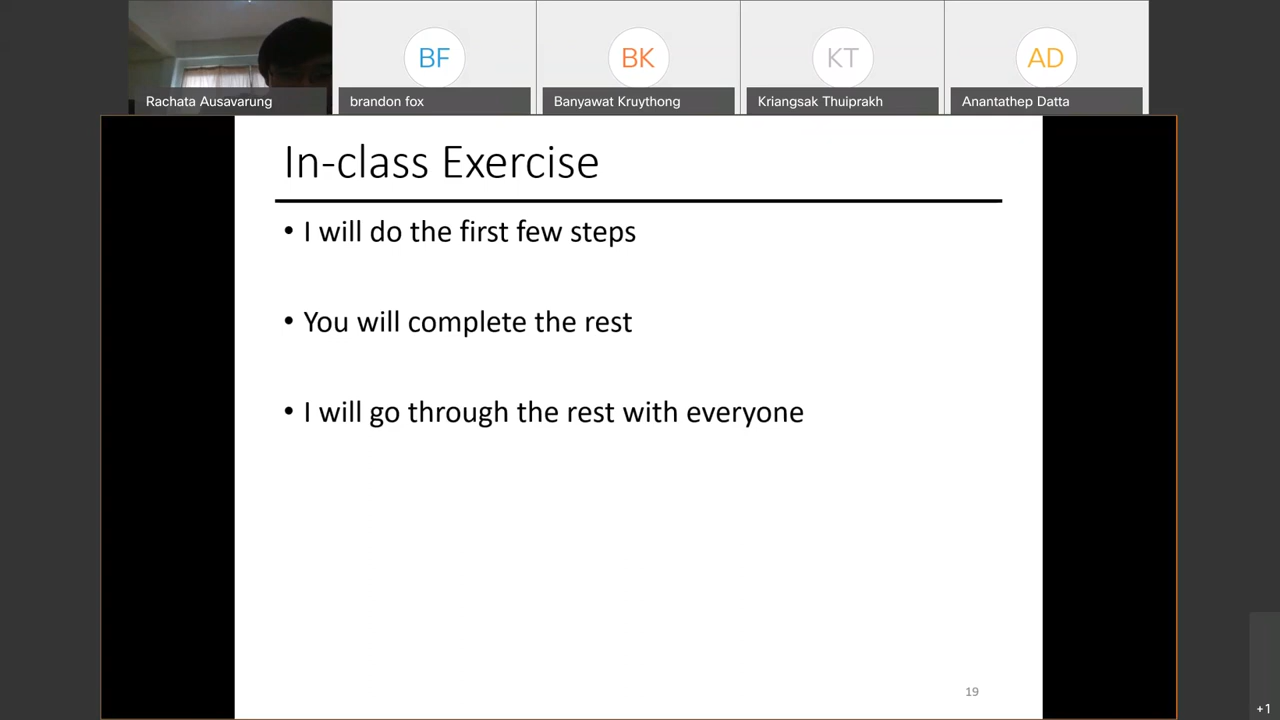 BF
BK
KT
AD
Rachata Ausavarung
brandon fox
Banyawat Kruythong
Kriangsak Thuiprakh
Anantathep Datta
In-class Exercise
• I will do the first few steps
• You will complete the rest
• I will go through the rest with everyone
19
+1